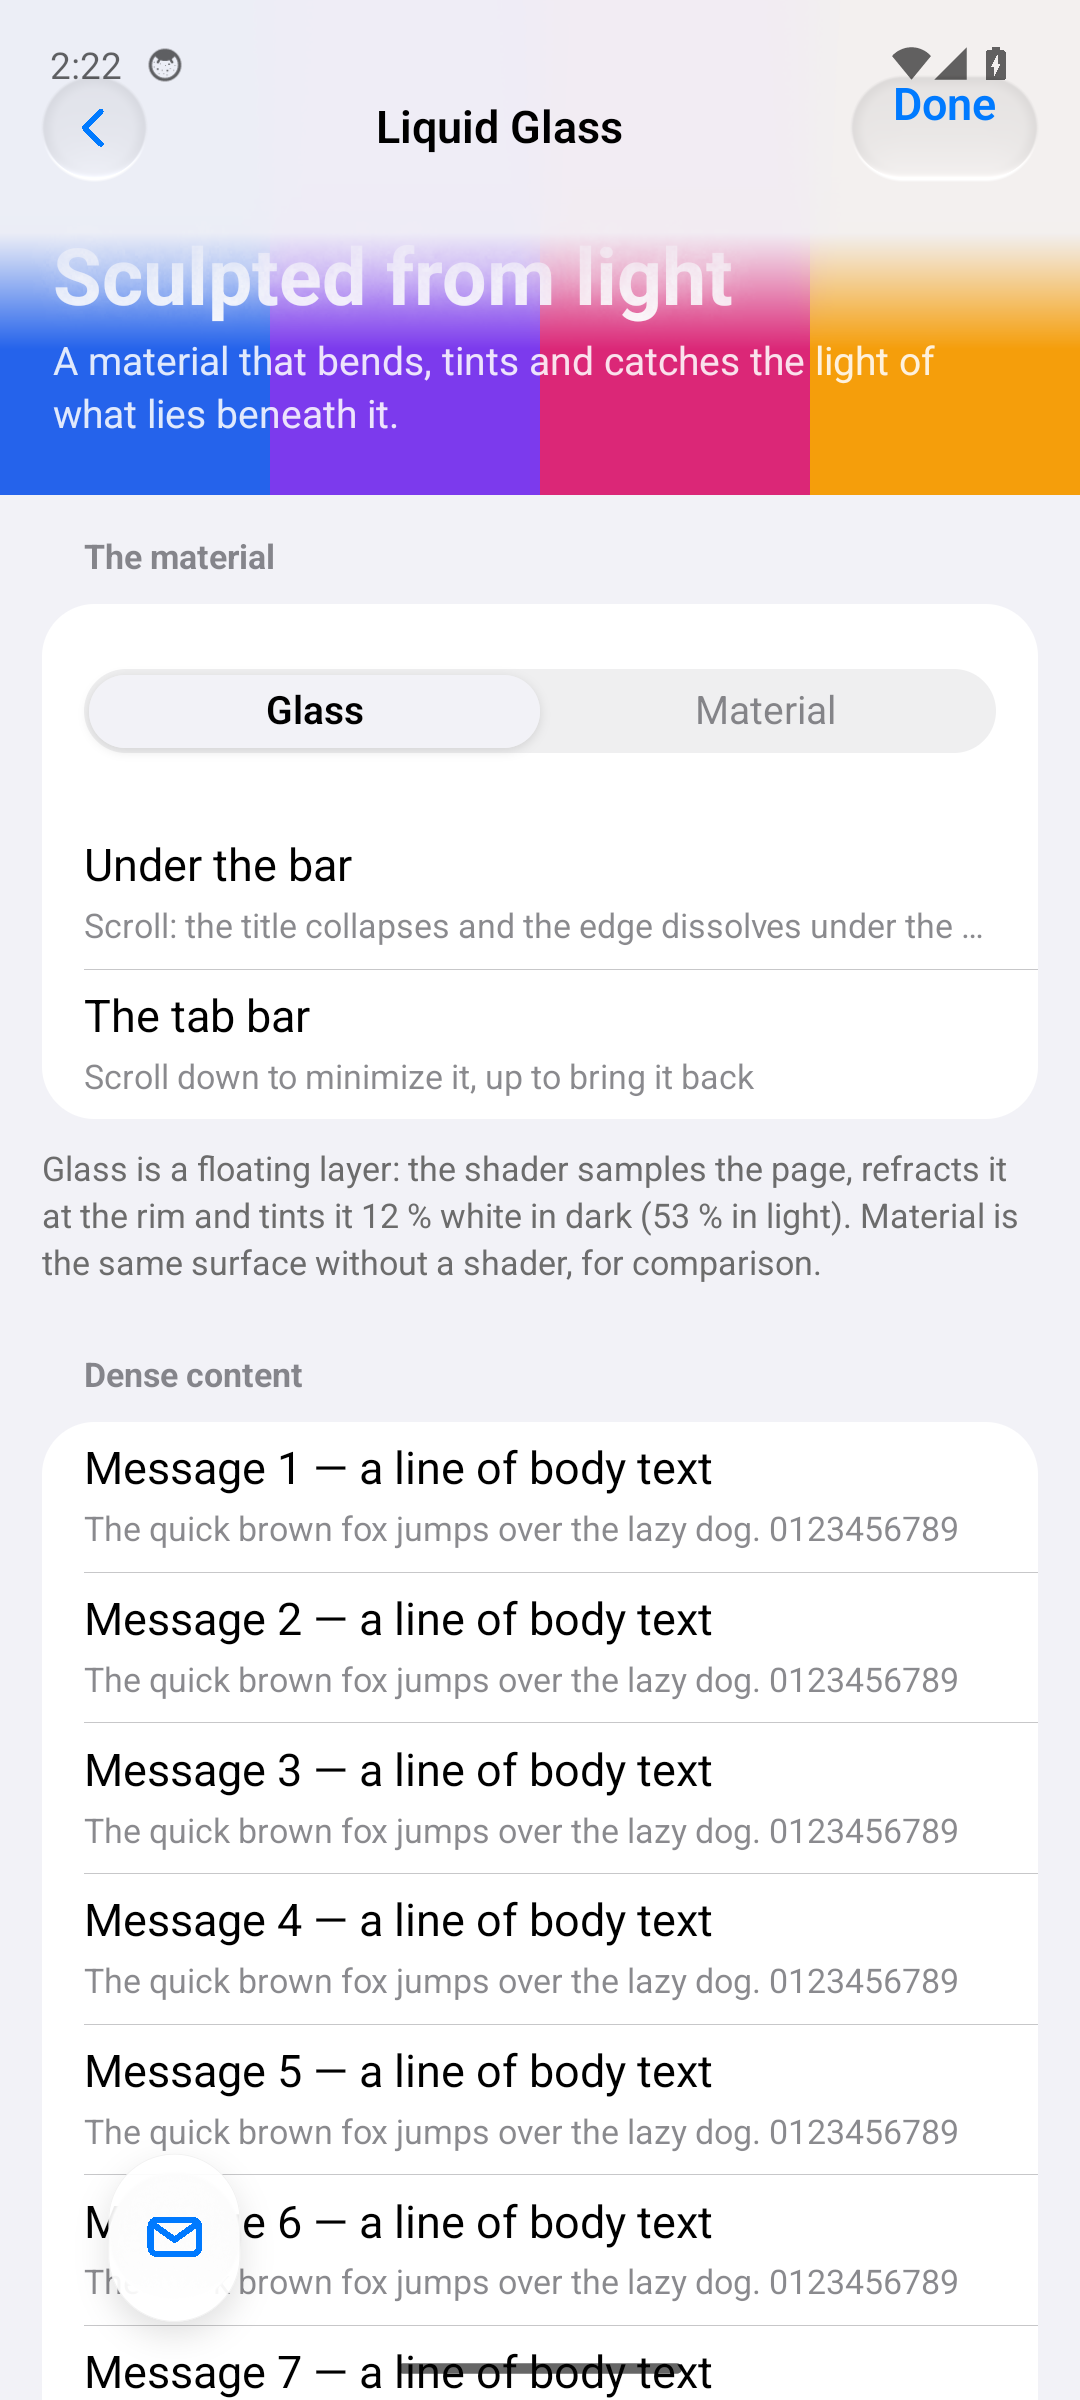 2:22
Liquid Glass
Done
Sculpted from light
A material that bends, tints and catches the light of
what lies beneath it.
The material
Glass
Material
Under the bar
Scroll: the title collapses and the edge dissolves under the …
The tab bar
Scroll down to minimize it, up to bring it back
Glass is a floating layer: the shader samples the page, refracts it
at the rim and tints it 12 % white in dark (53 % in light). Material is
the same surface without a shader, for comparison.
Dense content
Message 1 — a line of body text
The quick brown fox jumps over the lazy dog. 0123456789
Message 2 — a line of body text
The quick brown fox jumps over the lazy dog. 0123456789
Message 3 — a line of body text
The quick brown fox jumps over the lazy dog. 0123456789
Message 4 — a line of body text
The quick brown fox jumps over the lazy dog. 0123456789
Message 5 — a line of body text
The quick brown fox jumps over the lazy dog. 0123456789
6 — a line of body text
brown fox jumps over the lazy dog. 0123456789
Message 7 — a line of body text